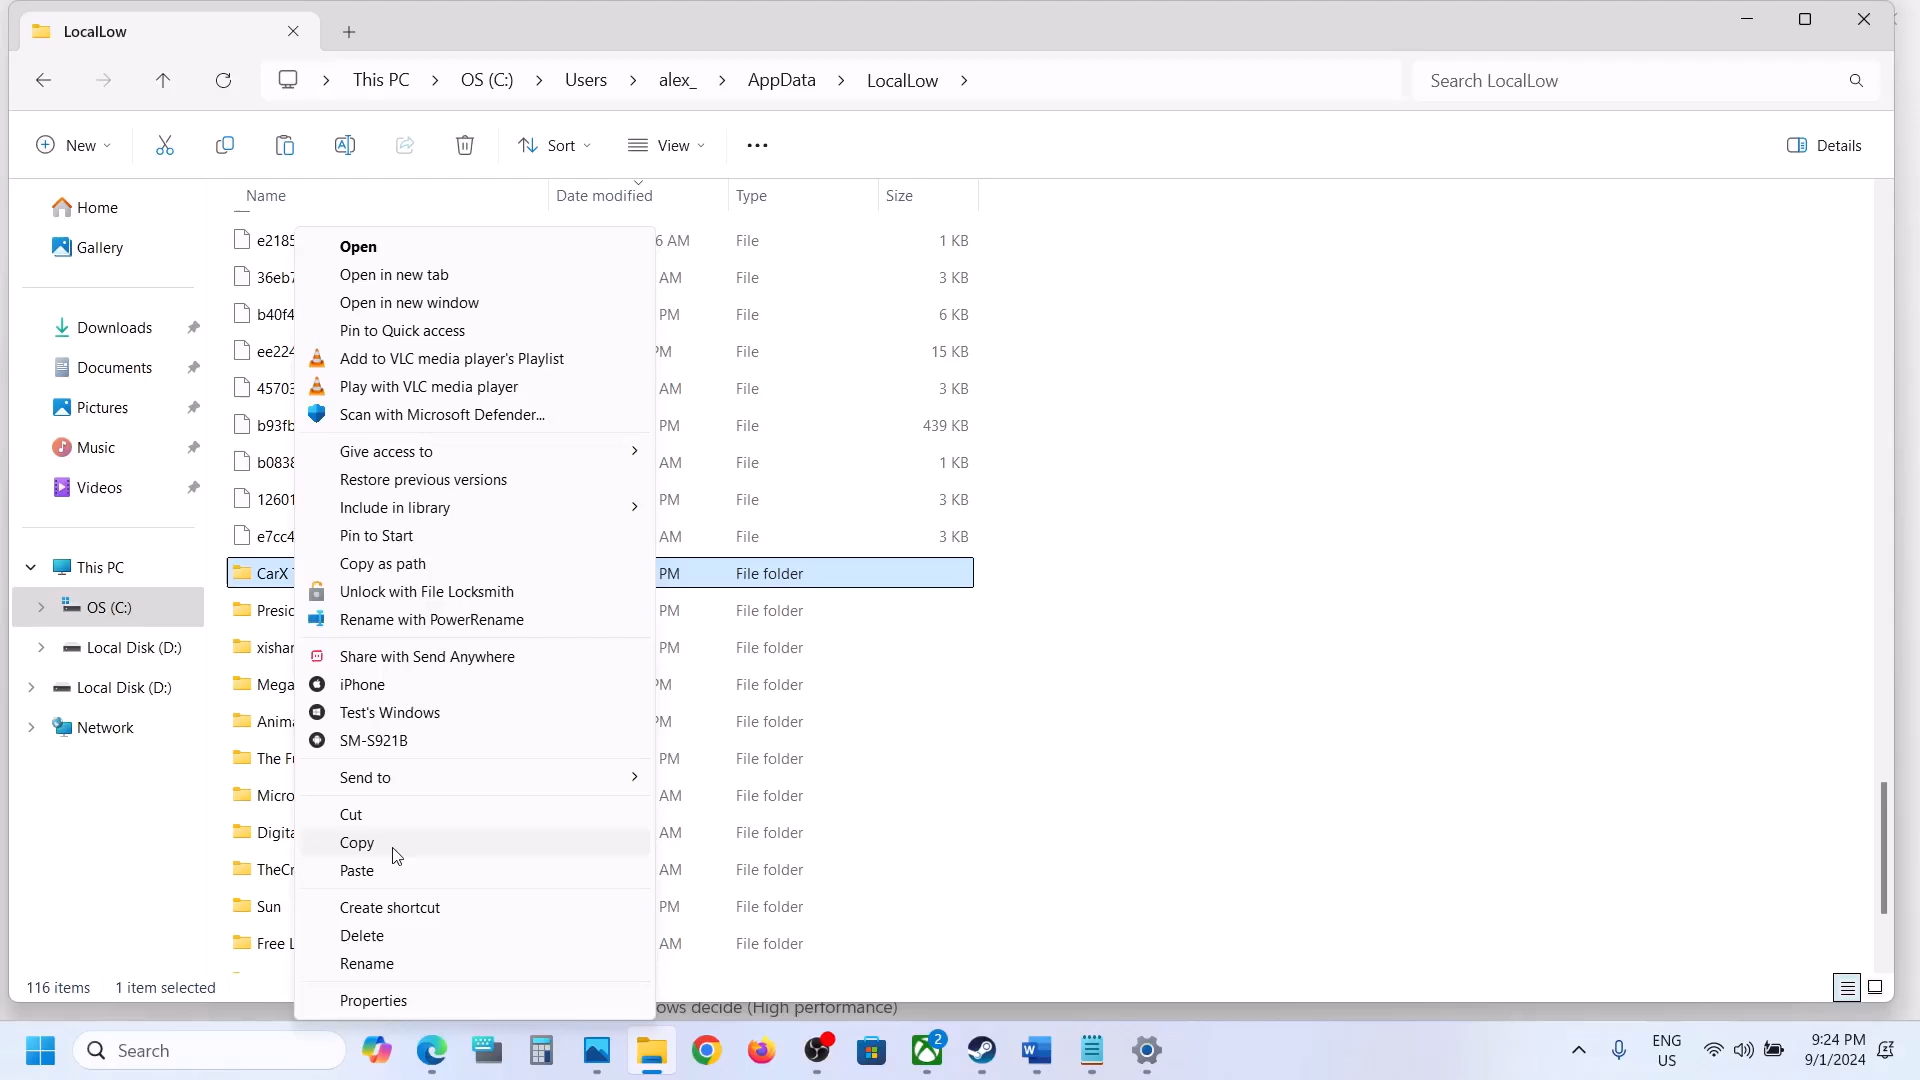 LocalLow
This PC
OS (C:)
Users
alex_
AppData
LocalLow
Search LocalLow
New
Sort
View
Details
Name
Date modified
Type
Size
Home
Gallery
Downloads
Documents
Pictures
Music
Videos
This PC
OS (C:)
Local Disk (D:)
Local Disk (D:)
Network
e2185 6 AM File 1 KB
36eb7 AM File 3 KB
b40f4 PM File 6 KB
ee224 PM File 15 KB
45703 AM File 3 KB
b93fb PM File 439 KB
b0838 AM File 1 KB
12601 PM File 3 KB
e7cc4 AM File 3 KB
CarX PM File folder
Presic PM File folder
xishar PM File folder
Mega PM File folder
Anima PM File folder
The Fu PM File folder
Micro AM File folder
Digita AM File folder
TheCr AM File folder
Sun PM File folder
Free L AM File folder
Open
Open in new tab
Open in new window
Pin to Quick access
Add to VLC media player's Playlist
Play with VLC media player
Scan with Microsoft Defender...
Give access to
Restore previous versions
Include in library
Pin to Start
Copy as path
Unlock with File Locksmith
Rename with PowerRename
Share with Send Anywhere
iPhone
Test's Windows
SM-S921B
Send to
Cut
Copy
Paste
Create shortcut
Delete
Rename
Properties
116 items
1 item selected
ows decide (High performance)
Search
2
ENG
US
9:24 PM
9/1/2024